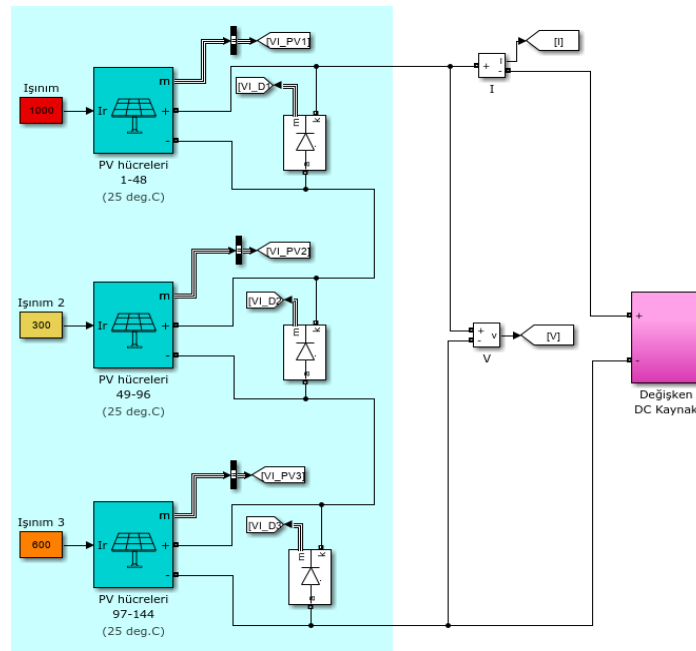 [VI_PV1]
[I]
I
+
-
I
Işınım
1000
Ir
m
+
-
[VI_D1
m
k
a
PV hücreleri
1-48
(25 deg.C)
[VI_PV2]
Işınım 2
300
Ir
m
+
-
[VI_D2
m
k
a
PV hücreleri
49-96
(25 deg.C)
+
-
v
V
[V]
+
-
Değişken
DC Kaynak
[VI_PV3]
Işınım 3
600
Ir
m
+
-
[VI_D3
m
k
a
PV hücreleri
97-144
(25 deg.C)